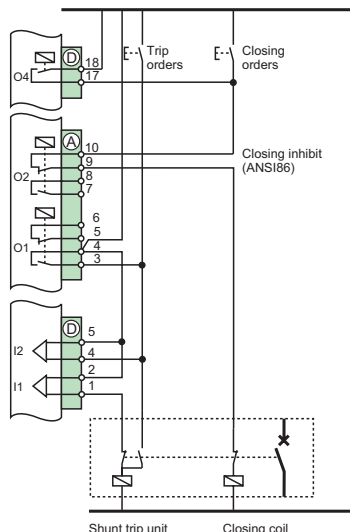 D
18
17
O4
Trip
orders
Closing
orders
A
10
9
8
7
O2
Closing inhibit
(ANSI86)
6
5
4
3
O1
D
5
4
I2
2
1
I1
Shunt trip unit
Closing coil